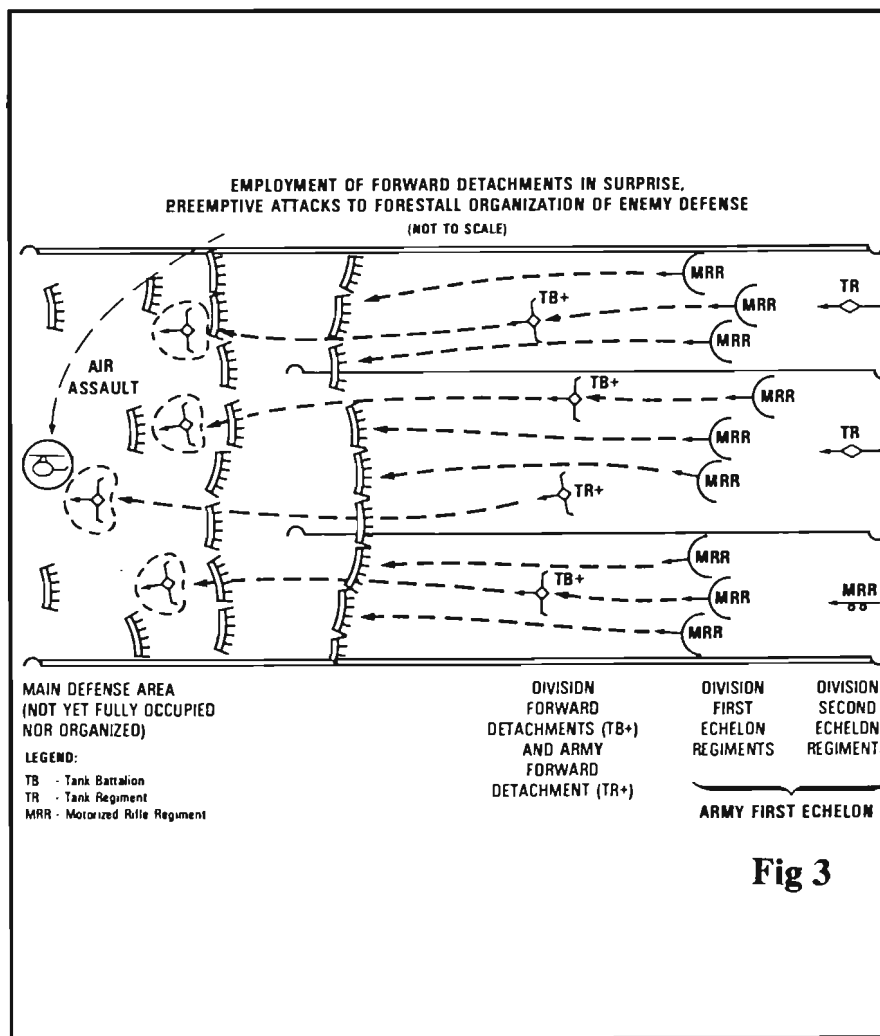 EMPLOYMENT OF FORWARD DETACHMENTS IN SURPRISE,
PREEMPTIVE ATTACKS TO FORESTALL ORGANIZATION OF ENEMY DEFENSE
(NOT TO SCALE)
MRR
TB+
MRR
TR
MRR
AIR
ASSAULT
TB+
MRR
MRR
TR
MRR
TR+
MRR
TB+
MRR
MRR
MRR
MAIN DEFENSE AREA
(NOT YET FULLY OCCUPIED
NOR ORGANIZED)
DIVISION
FORWARD
DETACHMENTS (TB+)
AND ARMY
FORWARD
DETACHMENT (TR+)
DIVISION
FIRST
ECHELON
REGIMENTS
DIVISION
SECOND
ECHELON
REGIMENT
ARMY FIRST ECHELON
LEGEND:
TB - Tank Battalion
TR - Tank Regiment
MRR - Motorized Rifle Regiment
Fig 3